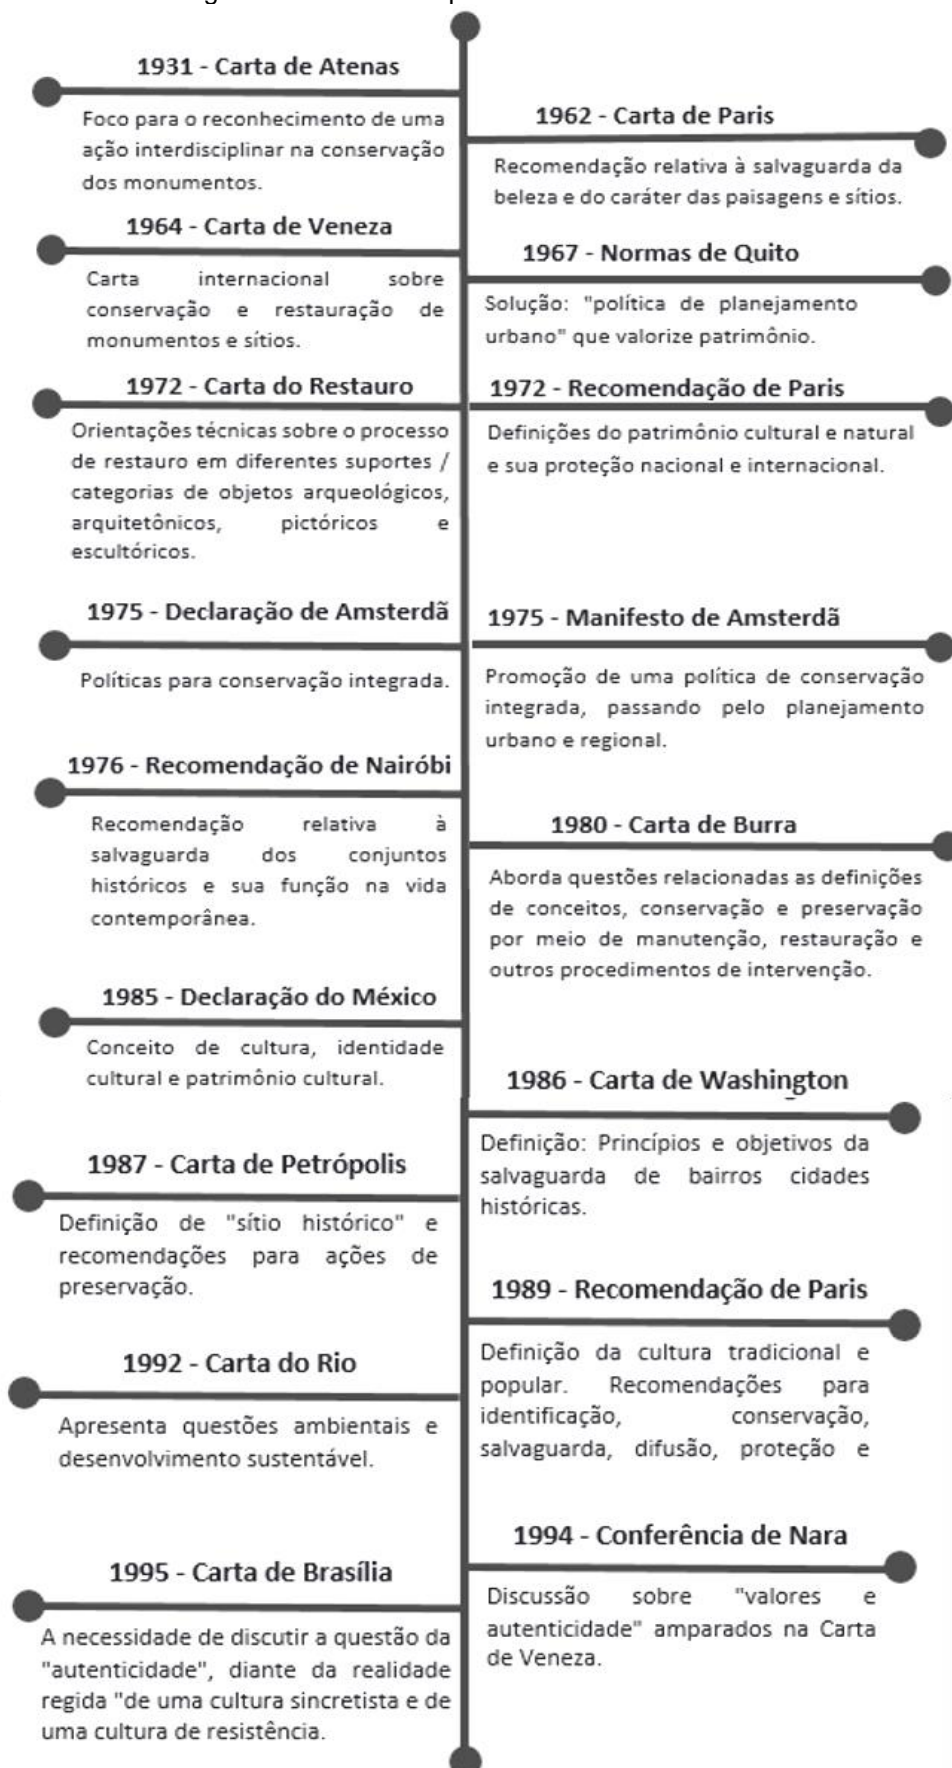 1931 - Carta de Atenas
Foco para o reconhecimento de uma
ação interdisciplinar na conservação
dos monumentos.
1962 - Carta de Paris
Recomendação relativa à salvaguarda da
beleza e do caráter das paisagens e sítios.
1964 - Carta de Veneza
Carta internacional sobre
conservação e restauração de
monumentos e sítios.
1967 - Normas de Quito
Solução: "política de planejamento
urbano" que valorize patrimônio.
1972 - Carta do Restauro
Orientações técnicas sobre o processo
de restauro em diferentes suportes /
categorias de objetos arqueológicos,
arquitetônicos, pictóricos e
escultóricos.
1972 - Recomendação de Paris
Definições do patrimônio cultural e natural
e sua proteção nacional e internacional.
1975 - Declaração de Amsterdã
Políticas para conservação integrada.
1975 - Manifesto de Amsterdã
Promoção de uma política de conservação
integrada, passando pelo planejamento
urbano e regional.
1976 - Recomendação de Nairóbi
Recomendação relativa à
salvaguarda dos conjuntos
históricos e sua função na vida
contemporânea.
1980 - Carta de Burra
Aborda questões relacionadas as definições
de conceitos, conservação e preservação
por meio de manutenção, restauração e
outros procedimentos de intervenção.
1985 - Declaração do México
Conceito de cultura, identidade
cultural e patrimônio cultural.
1986 - Carta de Washington
Definição: Princípios e objetivos da
salvaguarda de bairros cidades
históricas.
1987 - Carta de Petrópolis
Definição de "sítio histórico" e
recomendações para ações de
preservação.
1989 - Recomendação de Paris
Definição da cultura tradicional e
popular. Recomendações para
identificação, conservação,
salvaguarda, difusão, proteção e
1992 - Carta do Rio
Apresenta questões ambientais e
desenvolvimento sustentável.
1994 - Conferência de Nara
Discussão sobre "valores e
autenticidade" amparados na Carta
de Veneza.
1995 - Carta de Brasília
A necessidade de discutir a questão da
"autenticidade", diante da realidade
regida "de uma cultura sincretista e de
uma cultura de resistência.